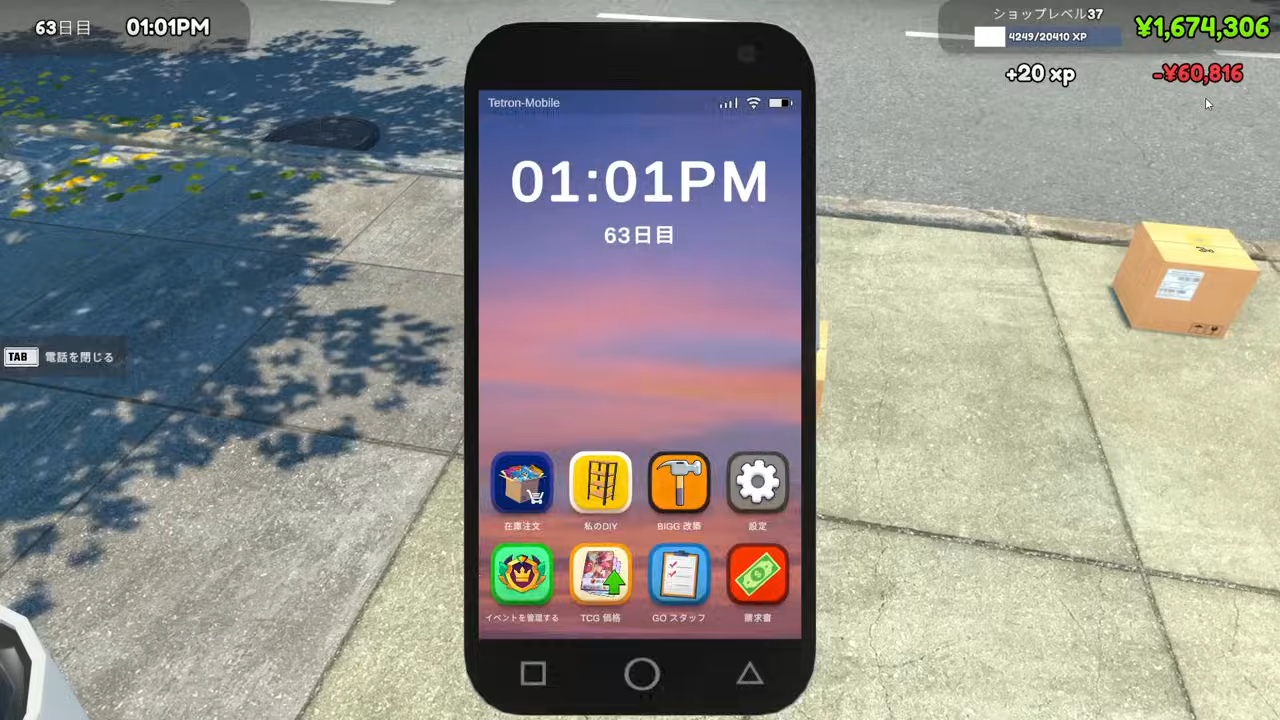 63日目 01:01PM
ショップレベル37
4249/20410 XP
¥1,674,306
+20 xp
-¥60,816
Tetron-Mobile
01:01PM
63日目
TAB 電話を閉じる
在庫注文 私のDIY BIGG 改築 設定
イベントを管理する TCG 価格 GO スタッフ 請求書